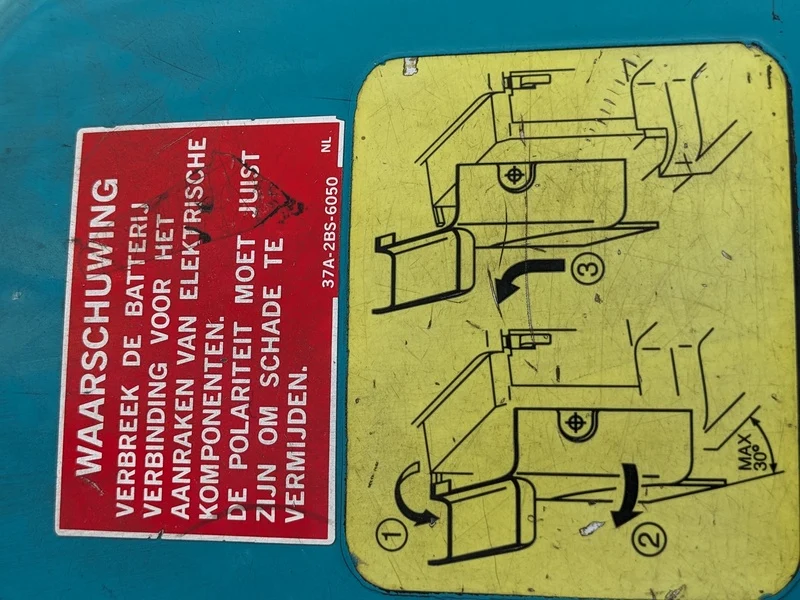 WAARSCHUWING
VERBREEK DE BATTERIJ
VERBINDING VOOR HET
AANRAKEN VAN ELEKTRISCHE
KOMPONENTEN.
DE POLARITEIT MOET JUIST
ZIJN OM SCHADE TE
VERMIJDEN.
37A-2BS-6050 NL
1
2
MAX
30°
3